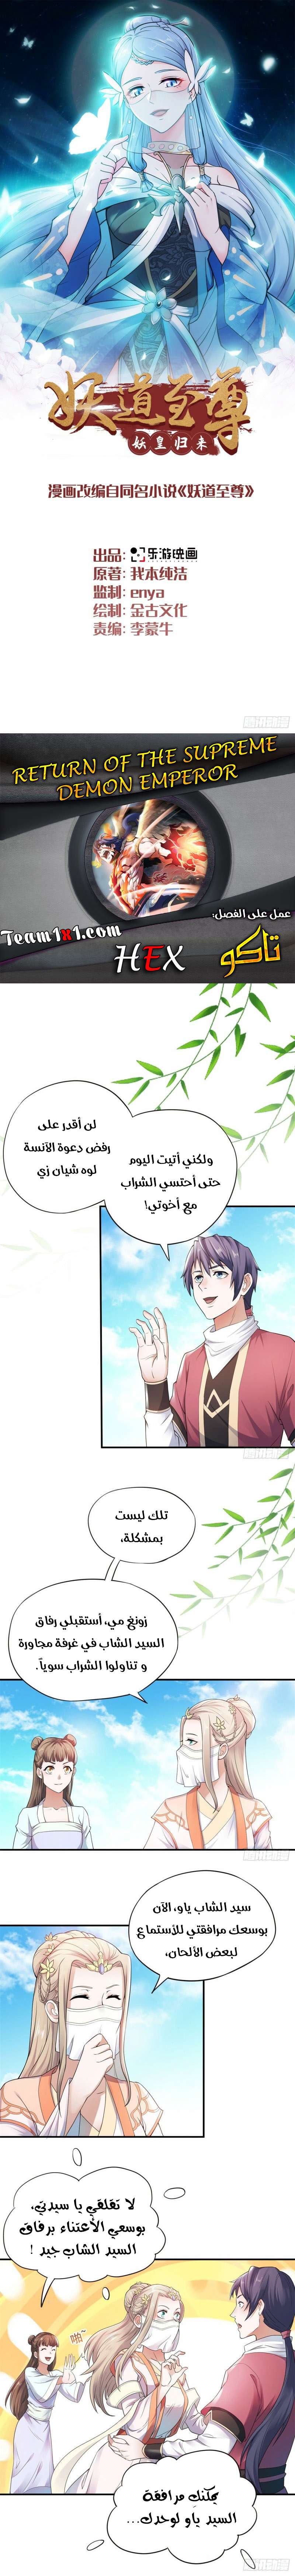 妖道至尊
妖皇归来
漫画改编自同名小说《妖道至尊》
出品: 乐游映画
原著: 我本纯洁
监制: enya
绘制: 金古文化
责编: 李蒙牛
RETURN OF THE SUPREME
DEMON EMPEROR
عمل على الفصل:
تاكو
Team1x1.com
HEX
لن أقدر على
رفض دعوة الآنسة
لوه شيان زي
ولكني أتيت اليوم
حتى أحتسي الشراب
مع أخوتي!
تلك ليست
بمشكلة،
زونغ مي، أستقبلي رفاق
السيد الشاب في غرفة مجاورة
و تناولوا الشراب سوياً.
سيد الشاب ياو، الآن
بوسعك مرافقتي للأستماع
لبعض الألحان،
لا تقلقي يا سيدتي،
بوسعي الأعتناء برفاق
السيد الشاب جيد !
啪~
يمكنكِ مرافقة
السيد ياو لوحدك...